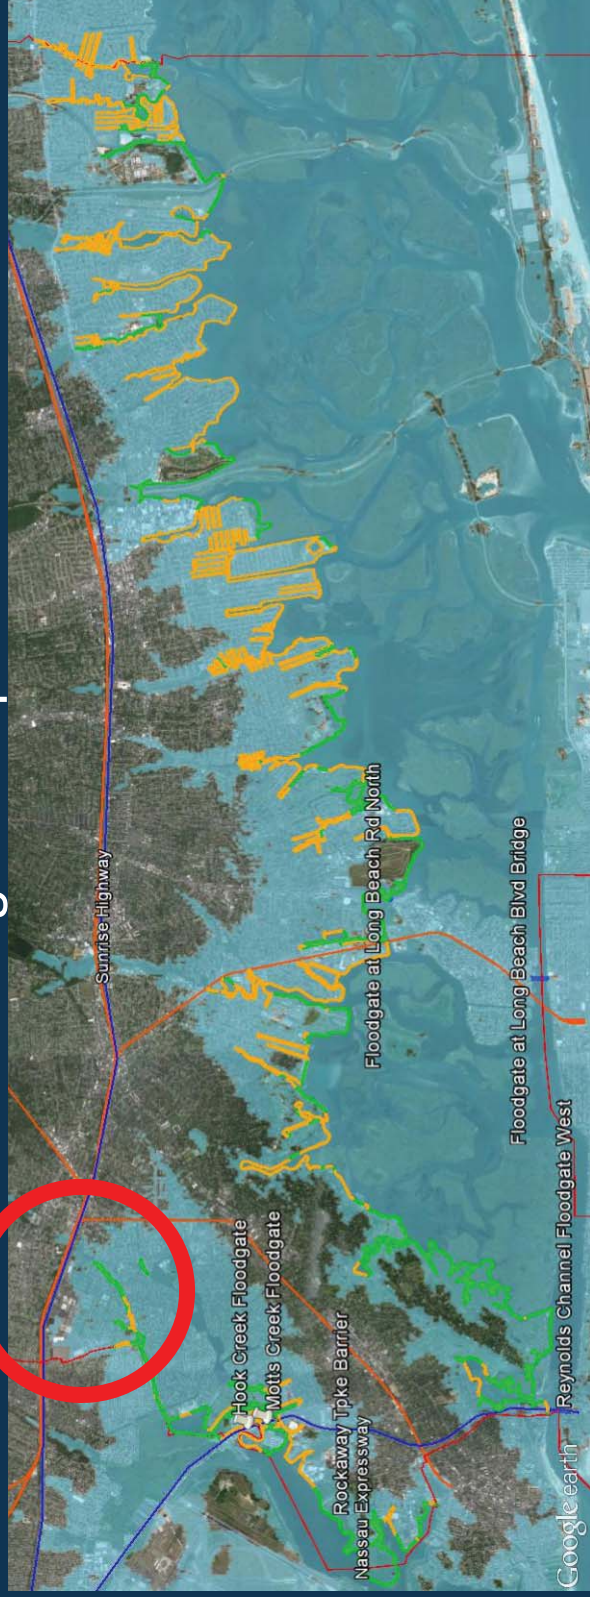 Sunrise Highway
Floodgate at Long Beach Rd North
Floodgate at Long Beach Blvd Bridge
Hook Creek Floodgate
Motts Creek Floodgate
Rockaway Tpke Barrier
Nassau Expressway
Reynolds Channel Floodgate West
Google earth